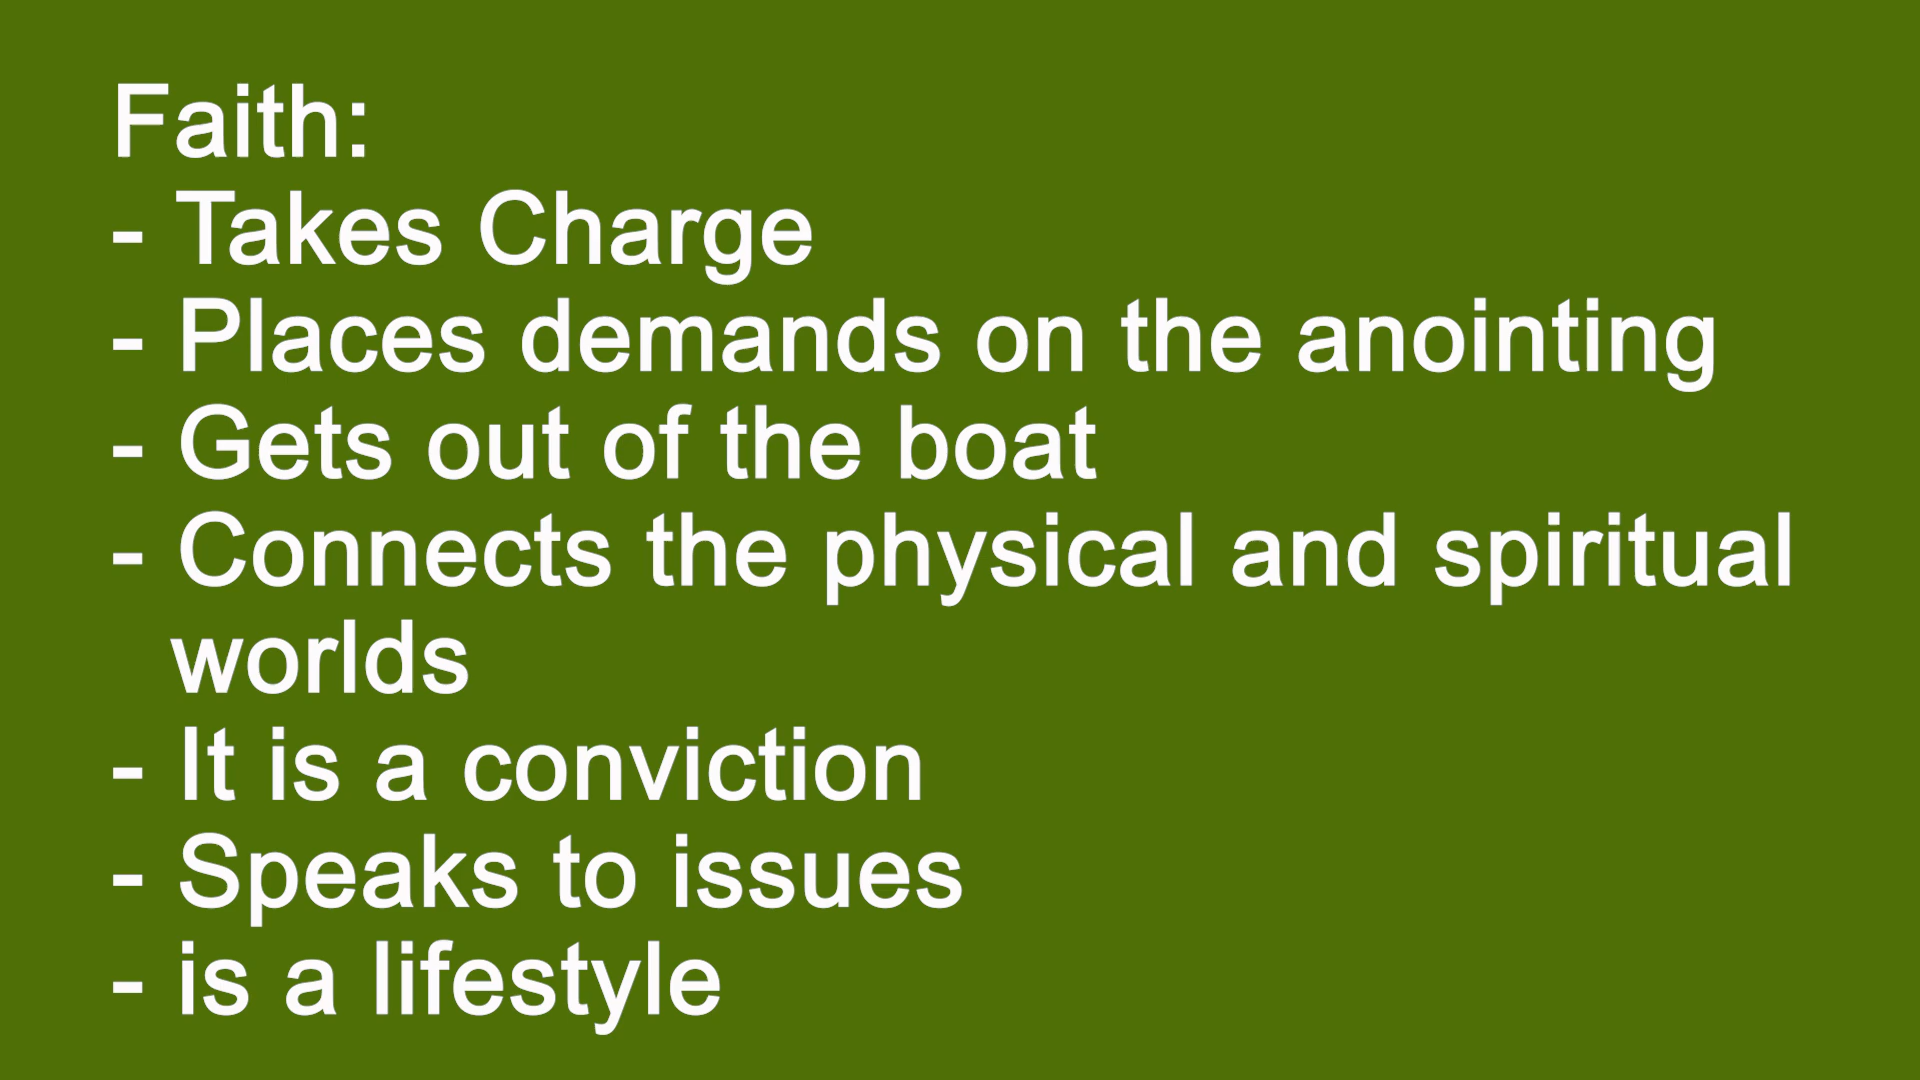 Faith:
- Takes Charge
- Places demands on the anointing
- Gets out of the boat
- Connects the physical and spiritual
worlds
- It is a conviction
- Speaks to issues
- is a lifestyle